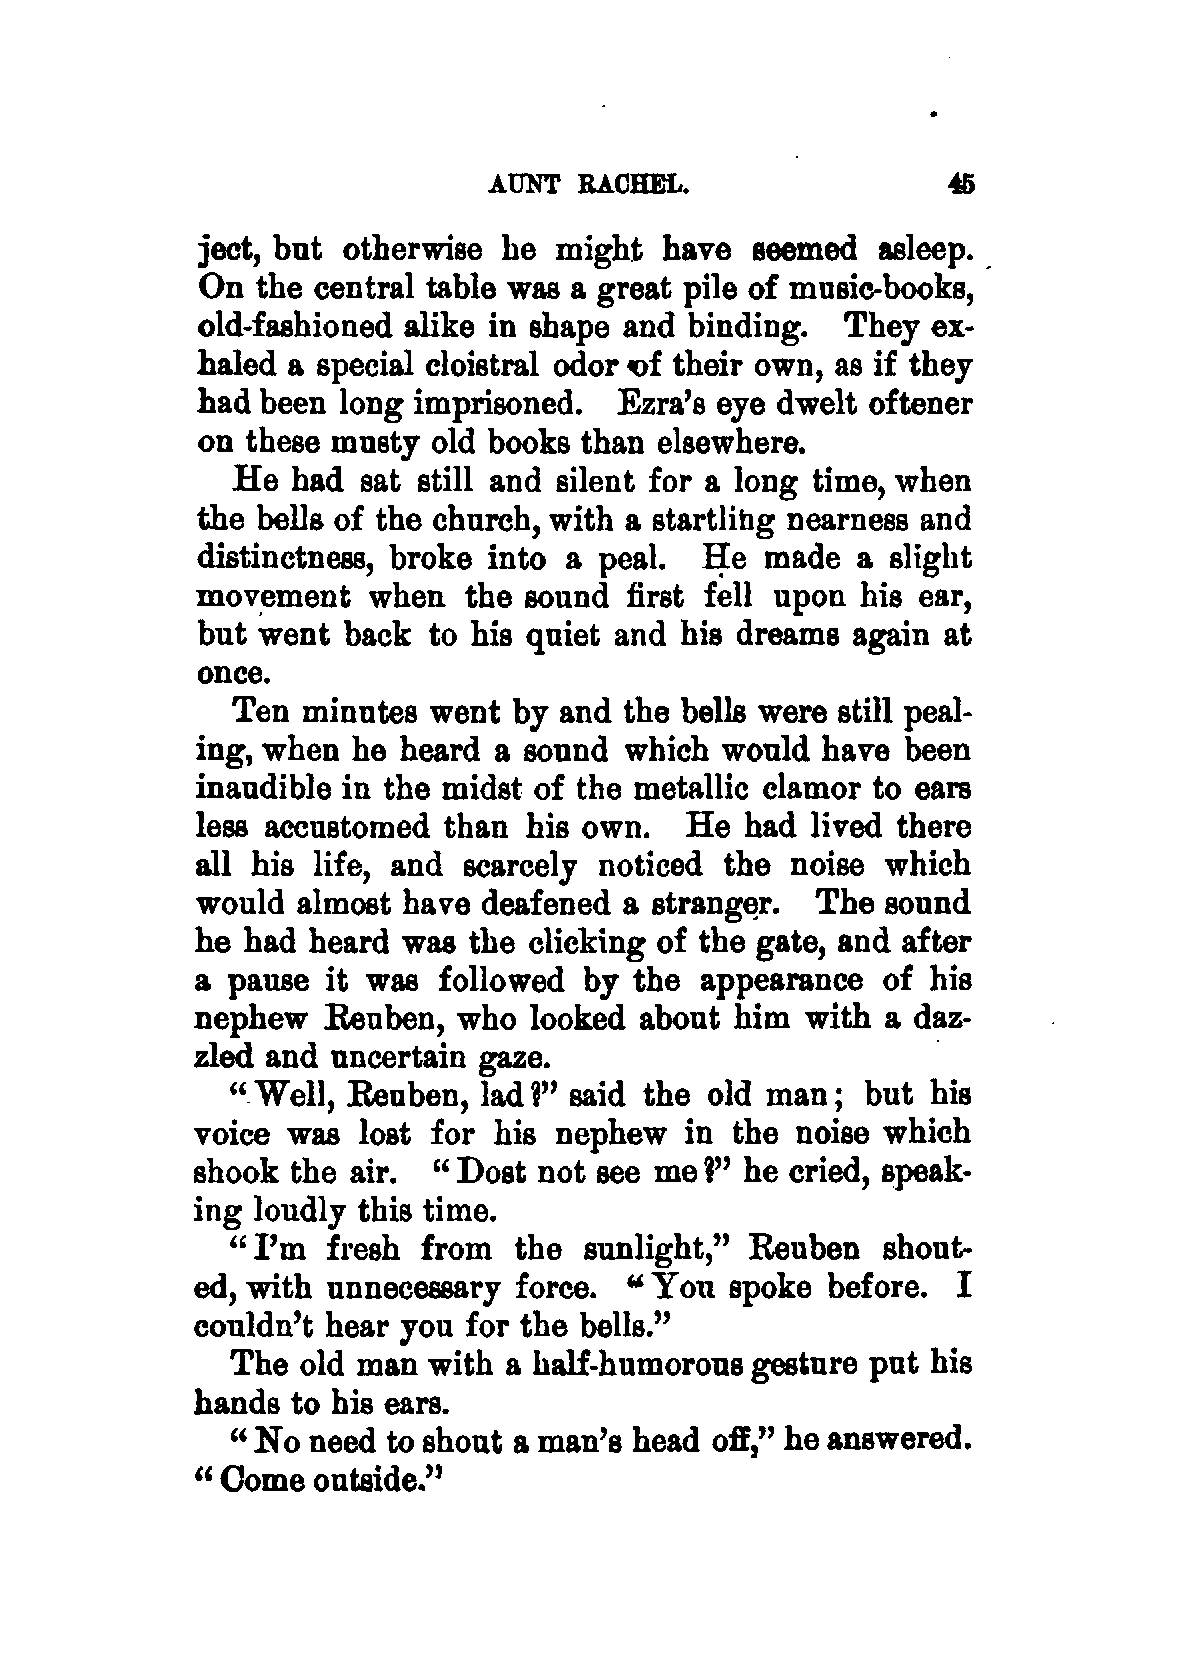 AUNT RACHEL. 45
ject, but otherwise he might have seemed asleep.
On the central table was a great pile of music-books,
old-fashioned alike in shape and binding. They ex-
haled a special cloistral odor of their own, as if they
had been long imprisoned. Ezra's eye dwelt oftener
on these musty old books than elsewhere.
He had sat still and silent for a long time, when
the bells of the church, with a startling nearness and
distinctness, broke into a peal. He made a slight
movement when the sound first fell upon his ear,
but went back to his quiet and his dreams again at
once.
Ten minutes went by and the bells were still peal-
ing, when he heard a sound which would have been
inaudible in the midst of the metallic clamor to ears
less accustomed than his own. He had lived there
all his life, and scarcely noticed the noise which
would almost have deafened a stranger. The sound
he had heard was the clicking of the gate, and after
a pause it was followed by the appearance of his
nephew Reuben, who looked about him with a daz-
zled and uncertain gaze.
"Well, Reuben, lad?" said the old man; but his
voice was lost for his nephew in the noise which
shook the air. "Dost not see me?" he cried, speak-
ing loudly this time.
"I'm fresh from the sunlight," Reuben shout-
ed, with unnecessary force. "You spoke before. I
couldn't hear you for the bells."
The old man with a half-humorous gesture put his
hands to his ears.
"No need to shout a man's head off," he answered.
"Come outside."